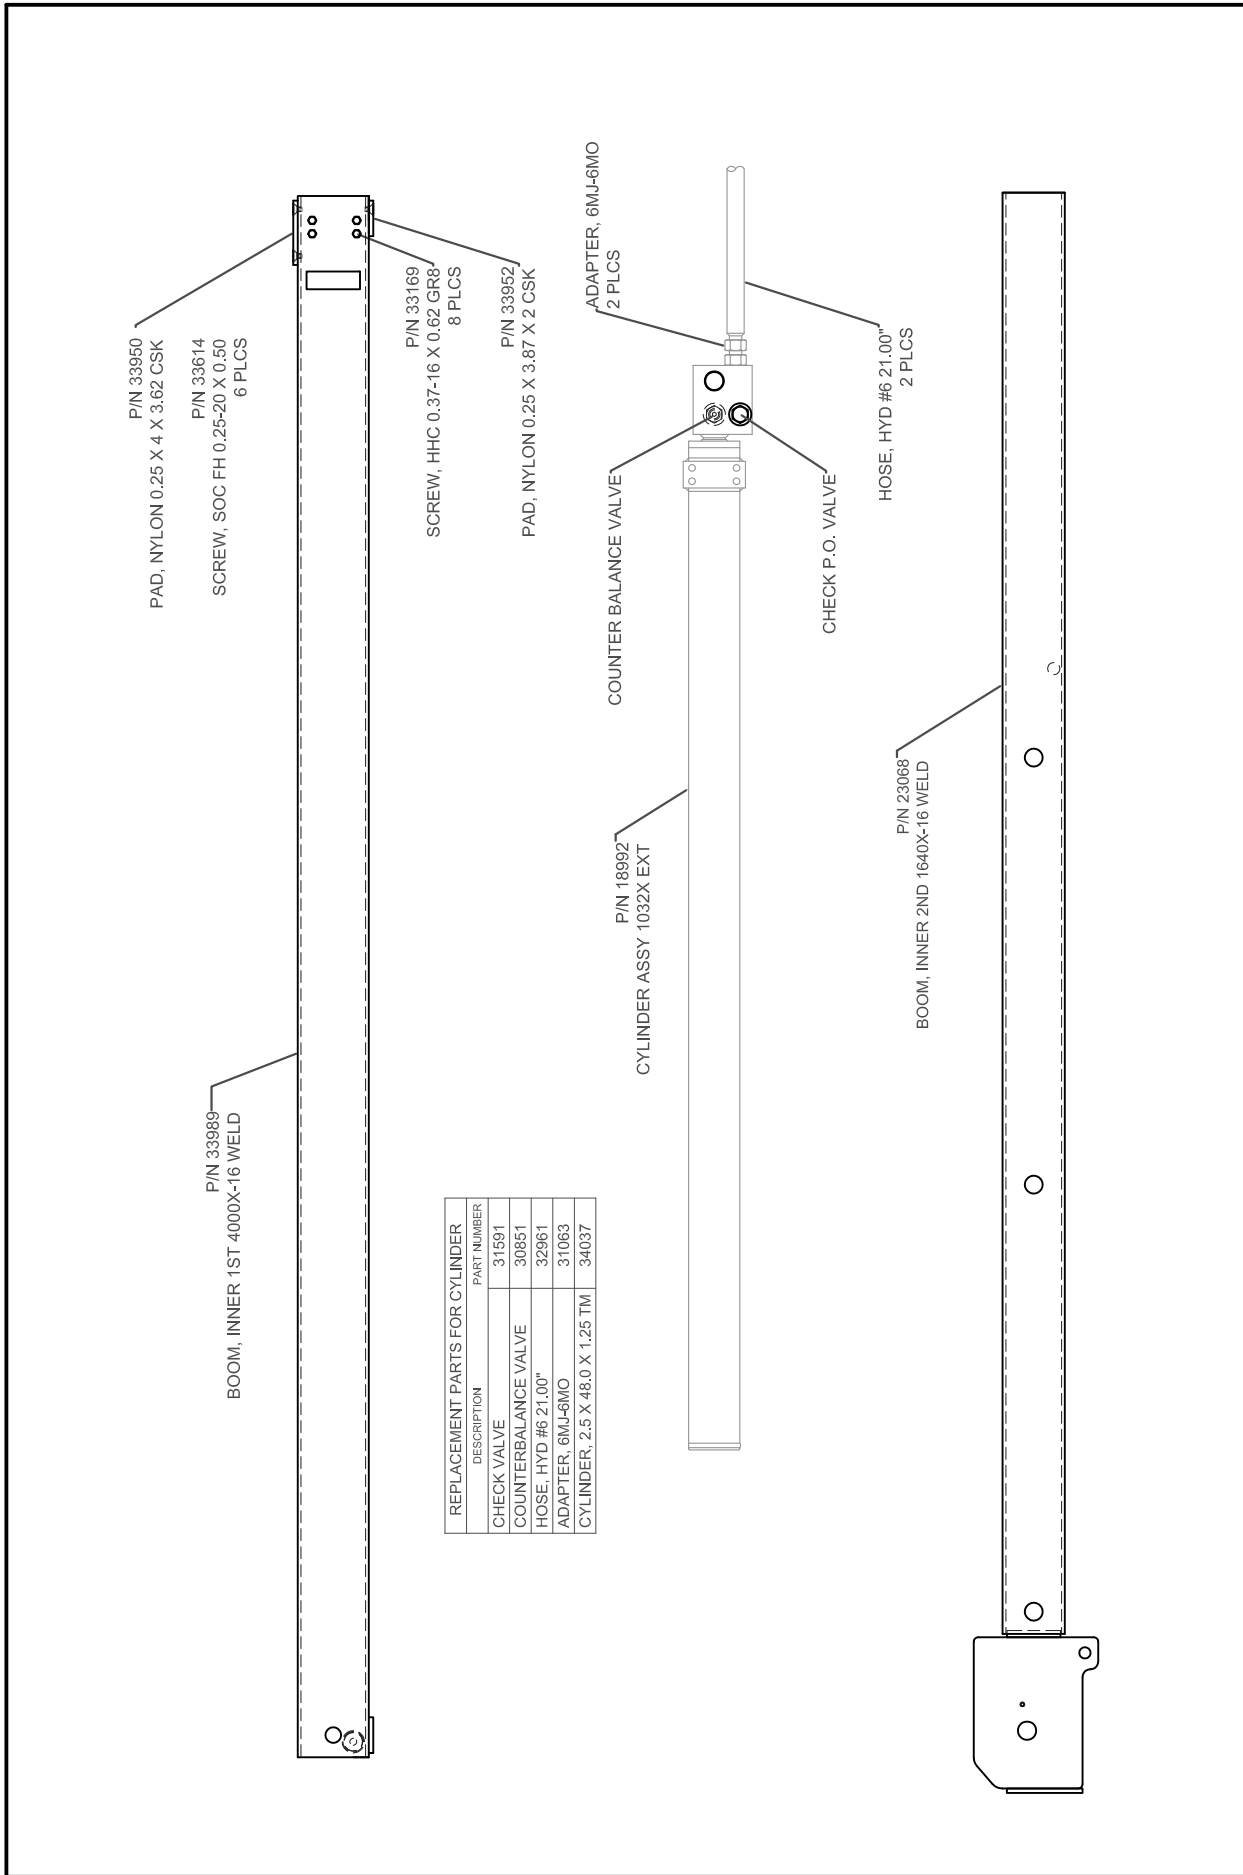 P/N 33950
PAD, NYLON 0.25 X 4 X 3.62 CSK
P/N 33614
SCREW, SOC FH 0.25-20 X 0.50
6 PLCS
P/N 33169
SCREW, HHC 0.37-16 X 0.62 GR8
8 PLCS
P/N 33952
PAD, NYLON 0.25 X 3.87 X 2 CSK
P/N 33989
BOOM, INNER 1ST 4000X-16 WELD
ADAPTER, 6MJ-6MO
2 PLCS
COUNTER BALANCE VALVE
CHECK P.O. VALVE
HOSE, HYD #6 21.00"
2 PLCS
P/N 18992
CYLINDER ASSY 1032X EXT
P/N 23068
BOOM, INNER 2ND 1640X-16 WELD
REPLACEMENT PARTS FOR CYLINDER
DESCRIPTION PART NUMBER
CHECK VALVE 31591
COUNTERBALANCE VALVE 30851
HOSE, HYD #6 21.00" 32961
ADAPTER, 6MJ-6MO 31063
CYLINDER, 2.5 X 48.0 X 1.25 TM 34037